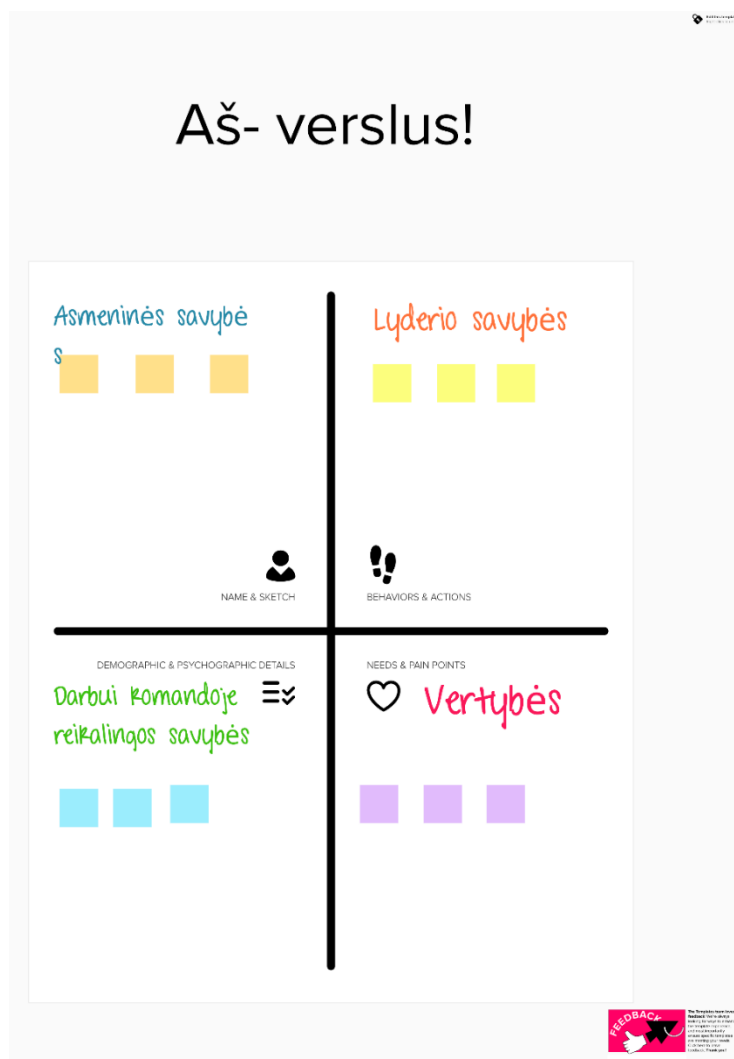 Aš- verslus!
Asmeninės savybė
s
Lyderio savybės
NAME & SKETCH
BEHAVIORS & ACTIONS
DEMOGRAPHIC & PSYCHOGRAPHIC DETAILS
NEEDS & PAIN POINTS
Darbui komandoje
reikalingos savybės
Vertybės
FEEDBACK